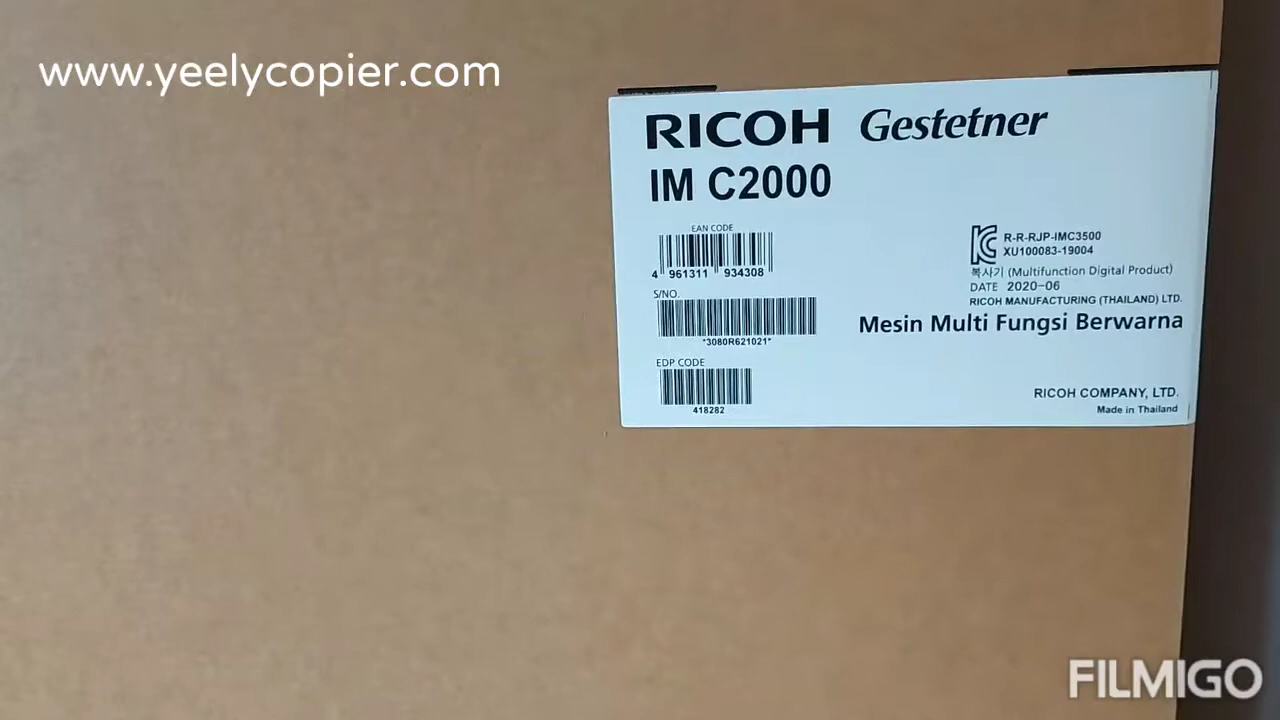 www.yeelycopier.com
RICOH Gestetner
IM C2000
EAN CODE
4 961311 934308
S/NO.
*3080R621021*
EDP CODE
418282
R-R-RJP-IMC3500
XU100083-19004
복사기 (Multifunction Digital Product)
DATE 2020-06
RICOH MANUFACTURING (THAILAND) LTD.
Mesin Multi Fungsi Berwarna
RICOH COMPANY, LTD.
Made in Thailand
FILMIGO